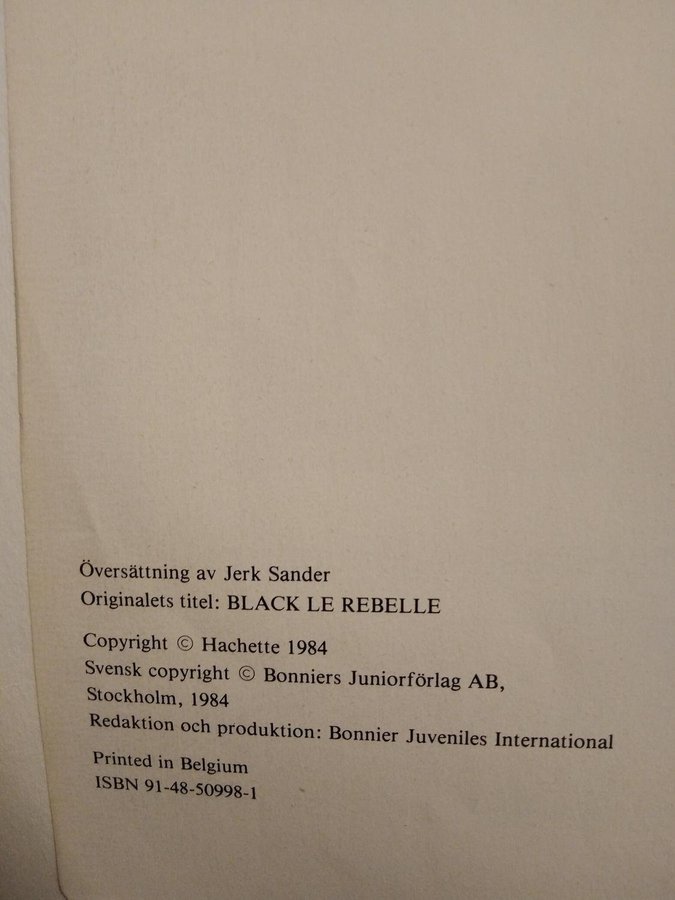 Översättning av Jerk Sander
Originalets titel: BLACK LE REBELLE
Copyright © Hachette 1984
Svensk copyright © Bonniers Juniorförlag AB,
Stockholm, 1984
Redaktion och produktion: Bonnier Juveniles International
Printed in Belgium
ISBN 91-48-50998-1